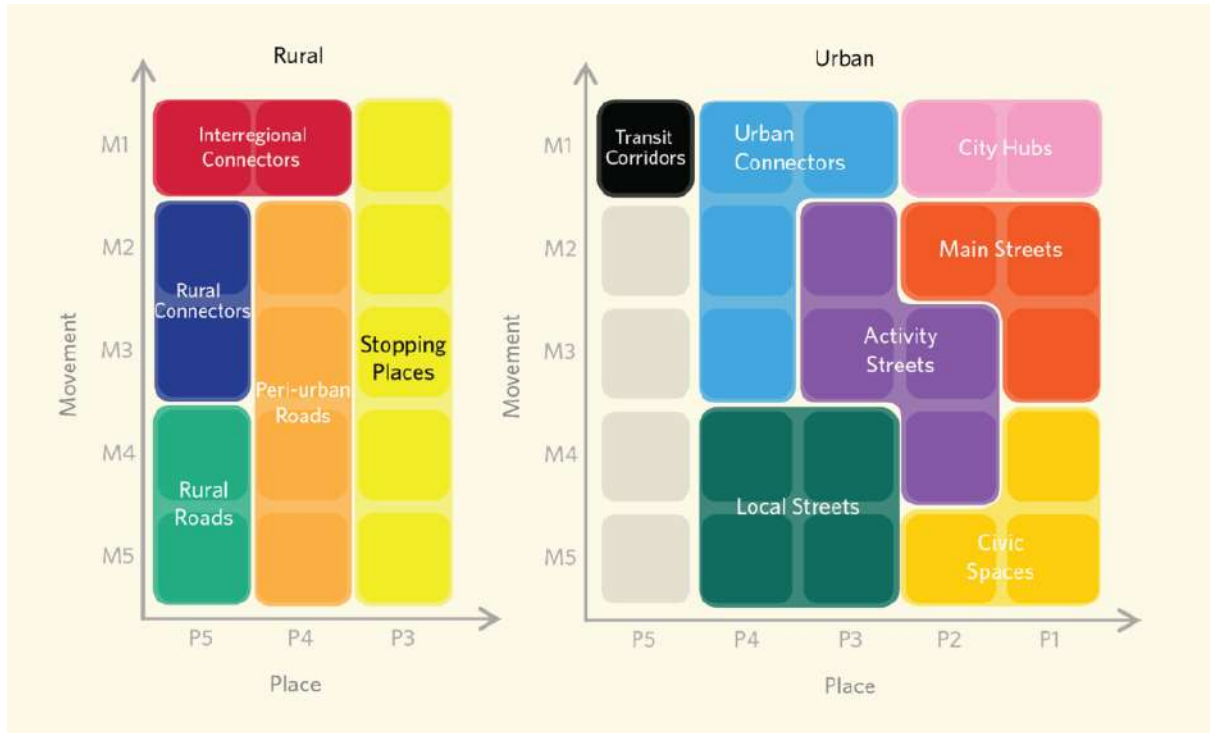 Rural
M1
M2
M3
M4
M5
Movement
Interregional
Connectors
Rural
Connectors
Peri-urban
Roads
Stopping
Places
Rural
Roads
P5
P4
P3
Place
Urban
M1
M2
M3
M4
M5
Movement
Transit
Corridors
Urban
Connectors
City Hubs
Main Streets
Activity
Streets
Local Streets
Civic
Spaces
P5
P4
P3
P2
P1
Place